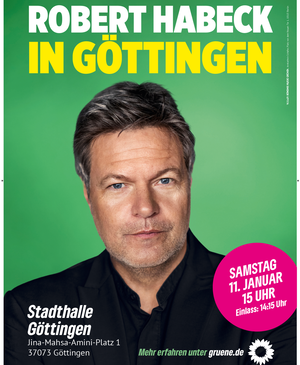 ROBERT HABECK
IN GÖTTINGEN
SAMSTAG
11. JANUAR
15 UHR
Einlass: 14:15 Uhr
Stadthalle
Göttingen
Jina-Mahsa-Amini-Platz 1
37073 Göttingen
Mehr erfahren unter gruene.de